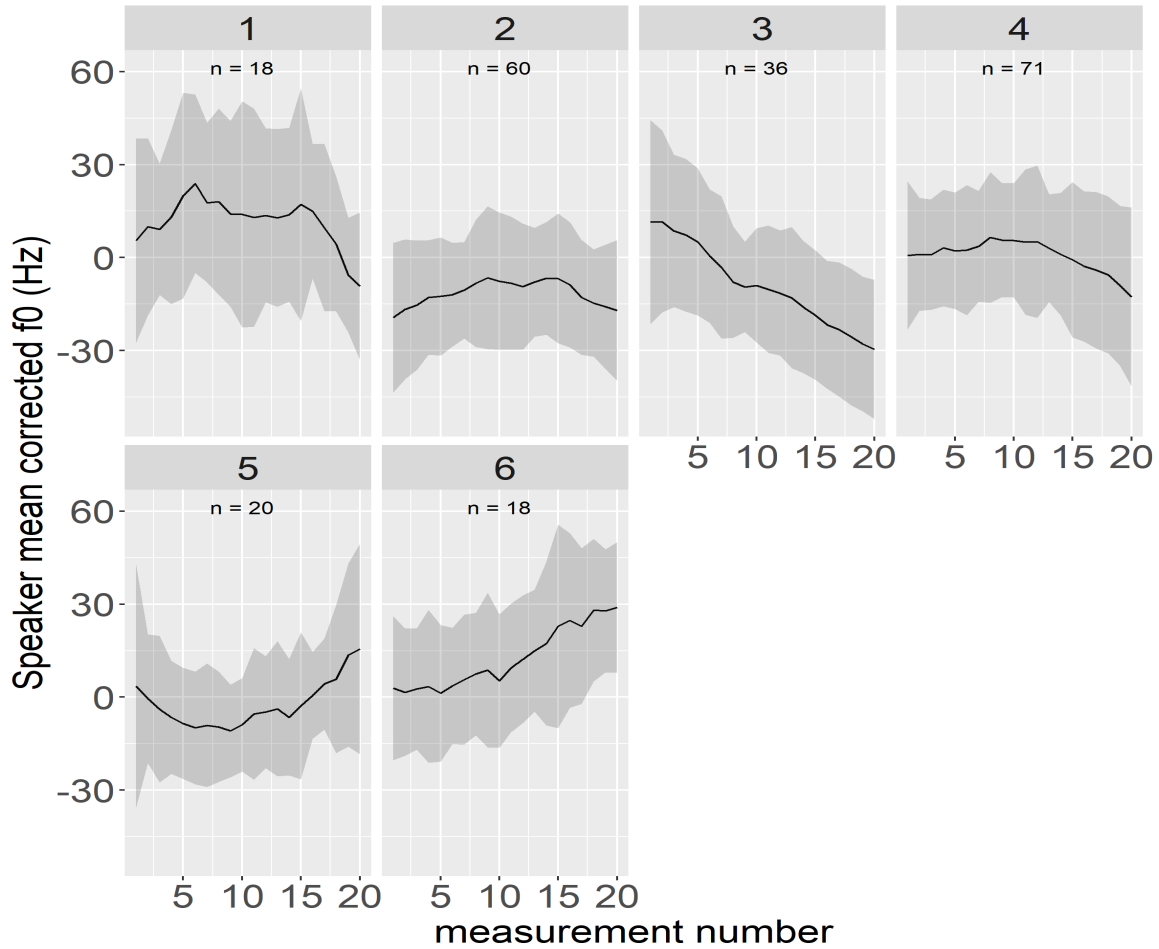 1 2 3 4
n = 18 n = 60 n = 36 n = 71
60
30
0
-30
5 10 15 20 5 10 15 20
5 6
n = 20 n = 18
60
30
0
-30
5 10 15 20 5 10 15 20
measurement number
Speaker mean corrected f0 (Hz)